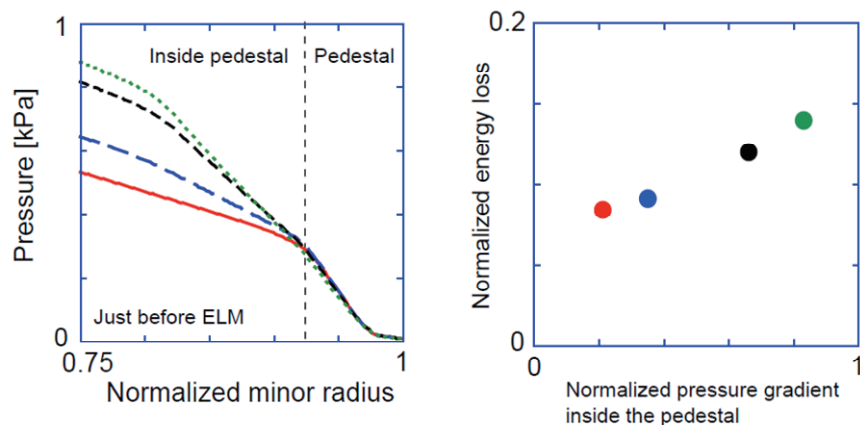 1
Inside pedestal
Pedestal
Pressure [kPa]
Just before ELM
0
0.75
1
Normalized minor radius
0.2
Normalized energy loss
0
1
Normalized pressure gradient
inside the pedestal